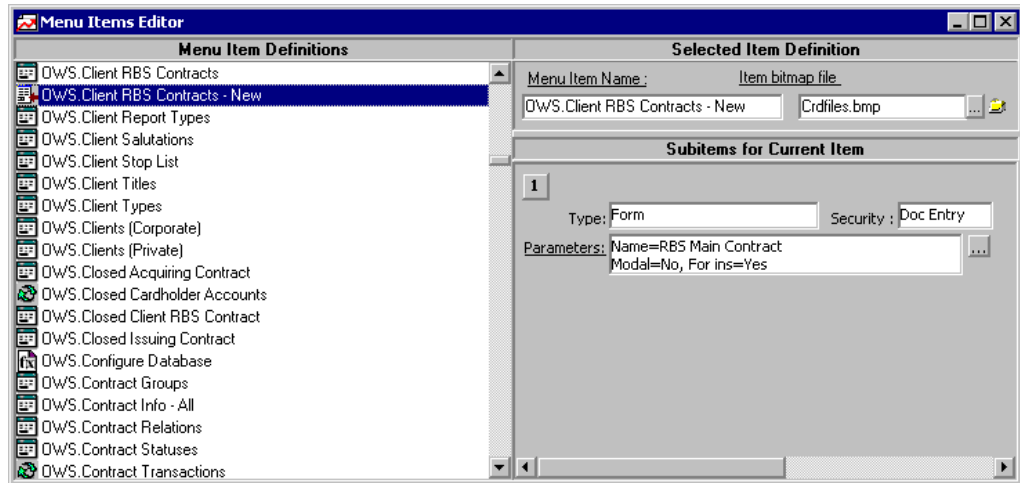 Menu Items Editor
Menu Item Definitions
OWS.Client RBS Contracts
OWS.Client RBS Contracts - New
OWS.Client Report Types
OWS.Client Salutations
OWS.Client Stop List
OWS.Client Titles
OWS.Client Types
OWS.Clients (Corporate)
OWS.Clients (Private)
OWS.Closed Acquiring Contract
OWS.Closed Cardholder Accounts
OWS.Closed Client RBS Contract
OWS.Closed Issuing Contract
OWS.Configure Database
OWS.Contract Groups
OWS.Contract Info - All
OWS.Contract Relations
OWS.Contract Statuses
OWS.Contract Transactions
Selected Item Definition
Menu Item Name : Item bitmap file
OWS.Client RBS Contracts - New Crdfiles.bmp ...
Subitems for Current Item
1
Type: Form Security : Doc Entry
Parameters: Name=RBS Main Contract ...
Modal=No, For ins=Yes